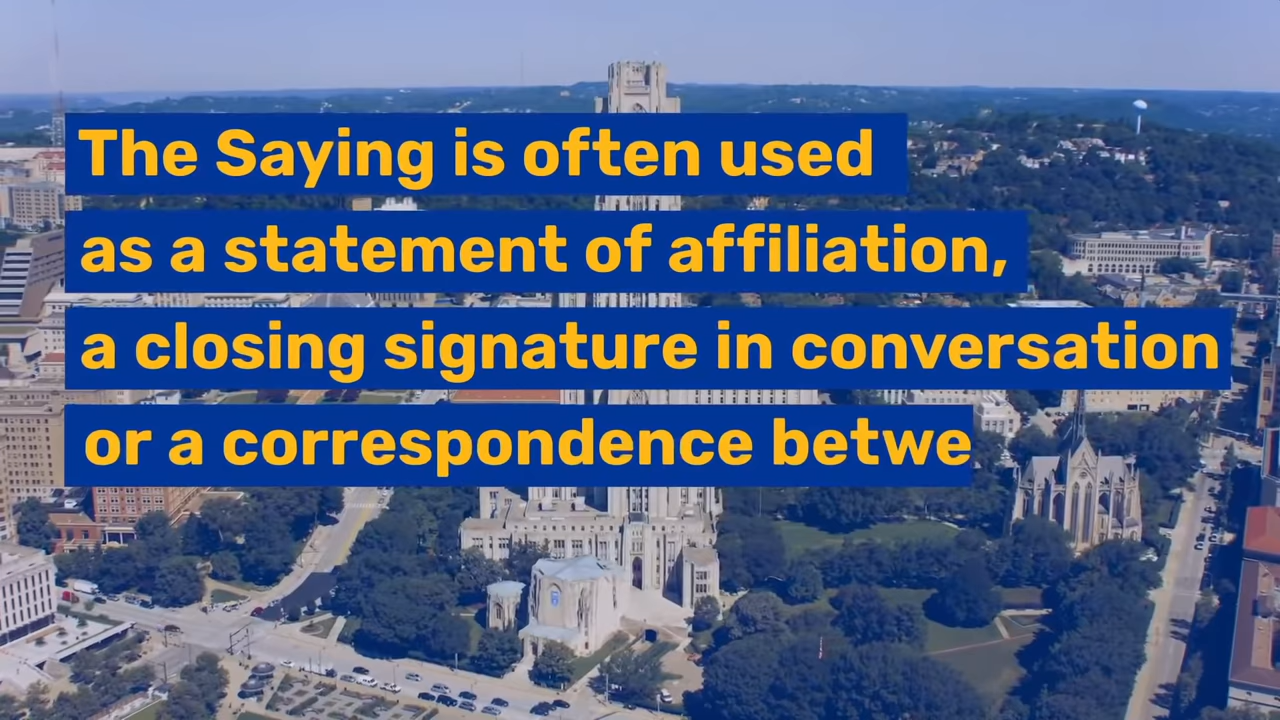 The Saying is often used
as a statement of affiliation,
a closing signature in conversation
or a correspondence betwe